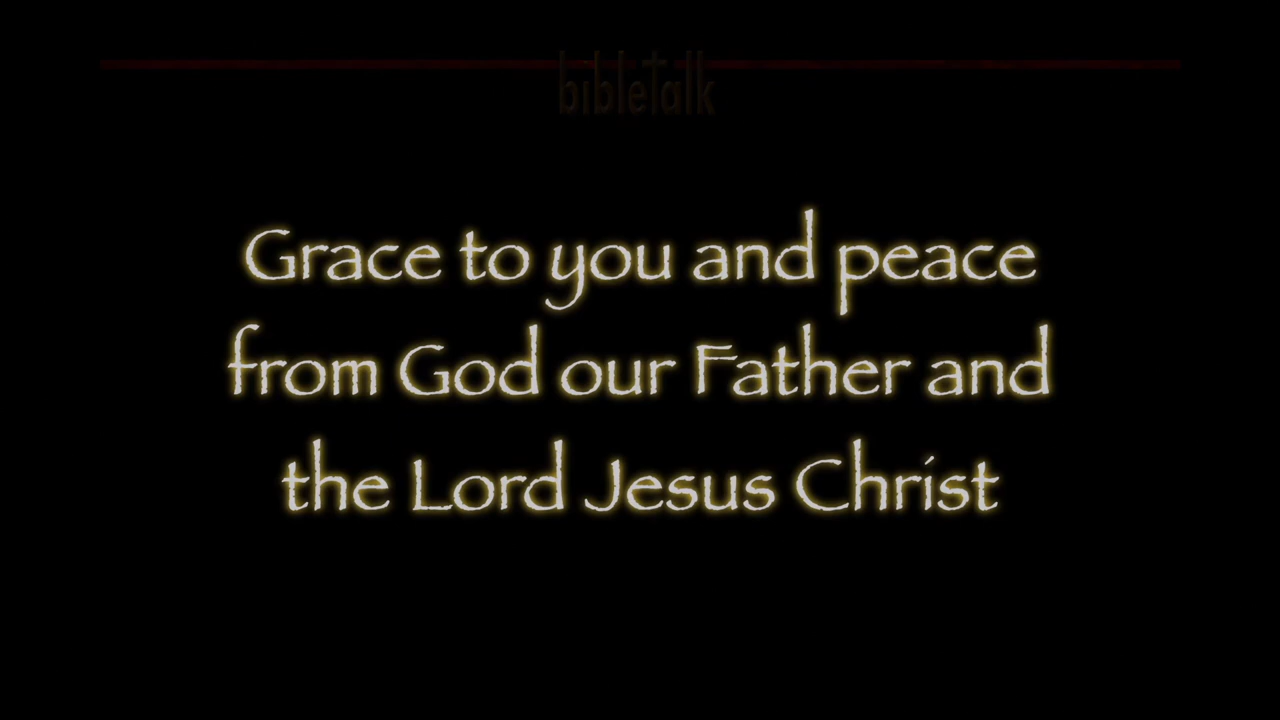 bibletalk
Grace to you and peace
from God our Father and
the Lord Jesus Christ